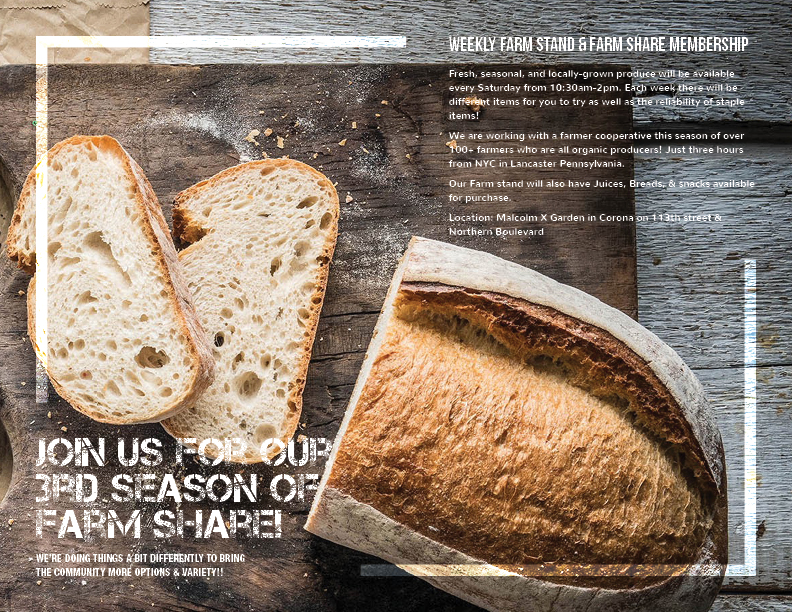 WEEKLY FARM STAND & FARM SHARE MEMBERSHIP
Fresh, seasonal, and locally-grown produce will be available
every Saturday from 10:30am-2pm. Each week there will be
different items for you to try as well as the reliability of staple
items!
We are working with a farmer cooperative this season of over
100+ farmers who are all organic producers! Just three hours
from NYC in Lancaster Pennsylvania.
Our Farm stand will also have Juices, Breads, & snacks available
for purchase.
Location: Malcolm X Garden in Corona on 113th street &
Northern Boulevard
JOIN US FOR OUR
3RD SEASON OF
FARM SHARE!
WE'RE DOING THINGS A BIT DIFFERENTLY TO BRING
THE COMMUNITY MORE OPTIONS & VARIETY!!